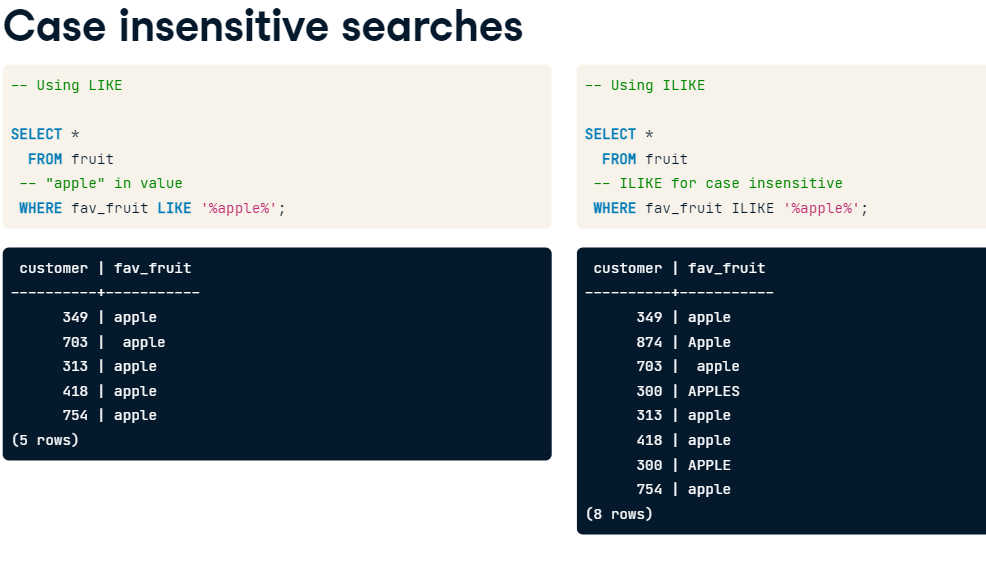 Case insensitive searches
-- Using LIKE
SELECT *
  FROM fruit
 -- "apple" in value
 WHERE fav_fruit LIKE '%apple%';
 customer | fav_fruit
----------+-----------
      349 | apple
      703 |  apple
      313 | apple
      418 | apple
      754 | apple
(5 rows)
-- Using ILIKE
SELECT *
  FROM fruit
 -- ILIKE for case insensitive
 WHERE fav_fruit ILIKE '%apple%';
 customer | fav_fruit
----------+-----------
      349 | apple
      874 | Apple
      703 |  apple
      300 | APPLES
      313 | apple
      418 | apple
      300 | APPLE
      754 | apple
(8 rows)